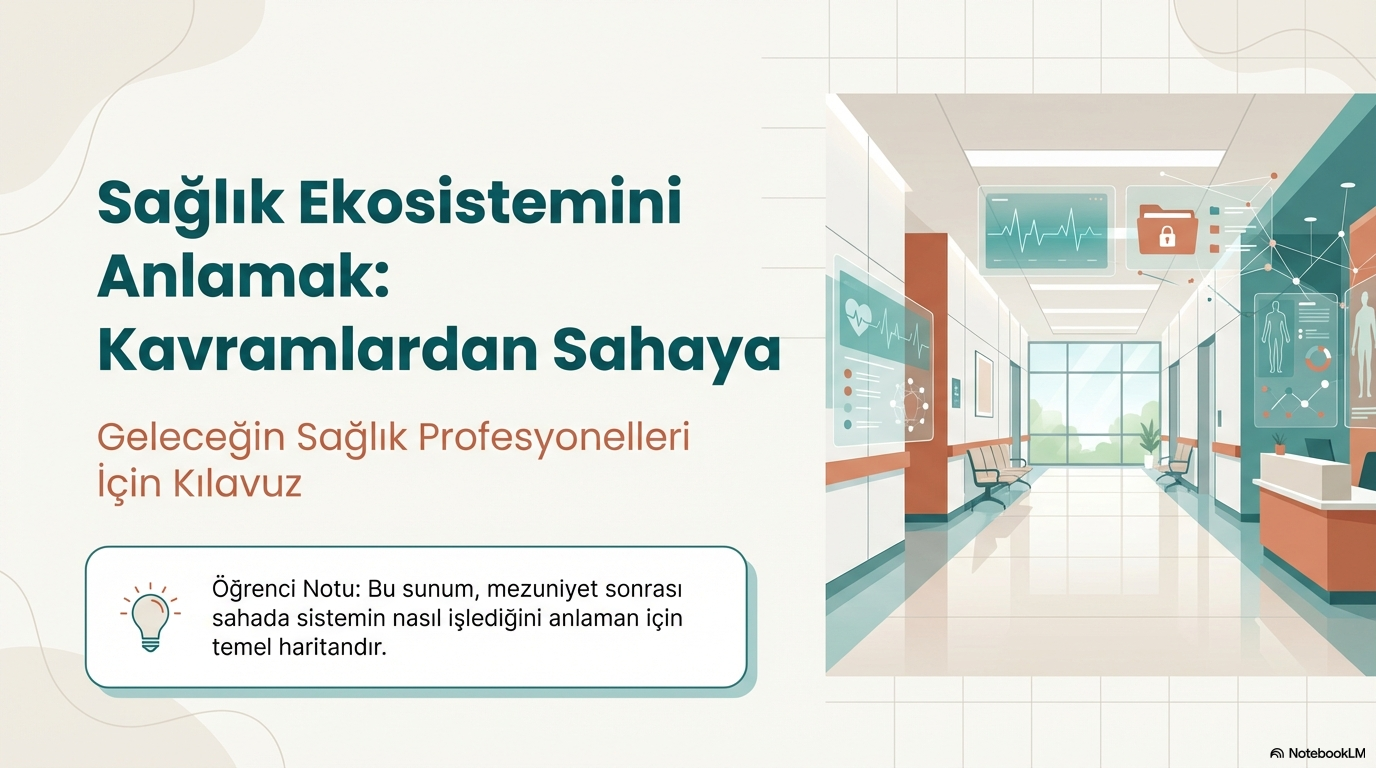 Sağlık Ekosistemini
Anlamak:
Kavramlardan Sahaya
Geleceğin Sağlık Profesyonelleri
İçin Kılavuz
Öğrenci Notu: Bu sunum, mezuniyet sonrası
sahada sistemin nasıl işlediğini anlaman için
temel haritandır.
NotebookLM